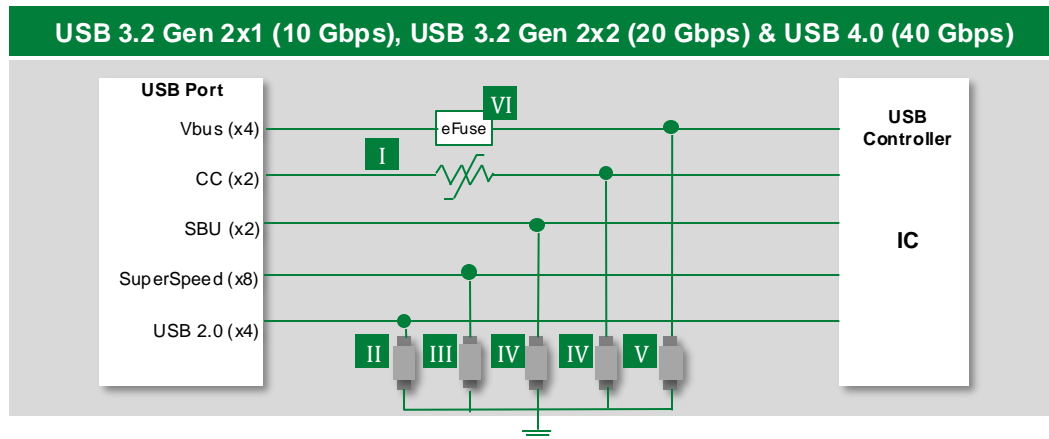 USB 3.2 Gen 2x1 (10 Gbps), USB 3.2 Gen 2x2 (20 Gbps) & USB 4.0 (40 Gbps)
USB Port
Vbus (x4)
CC (x2)
SBU (x2)
SuperSpeed (x8)
USB 2.0 (x4)
VI
eFuse
I
II
III
IV
IV
V
USB
Controller
IC